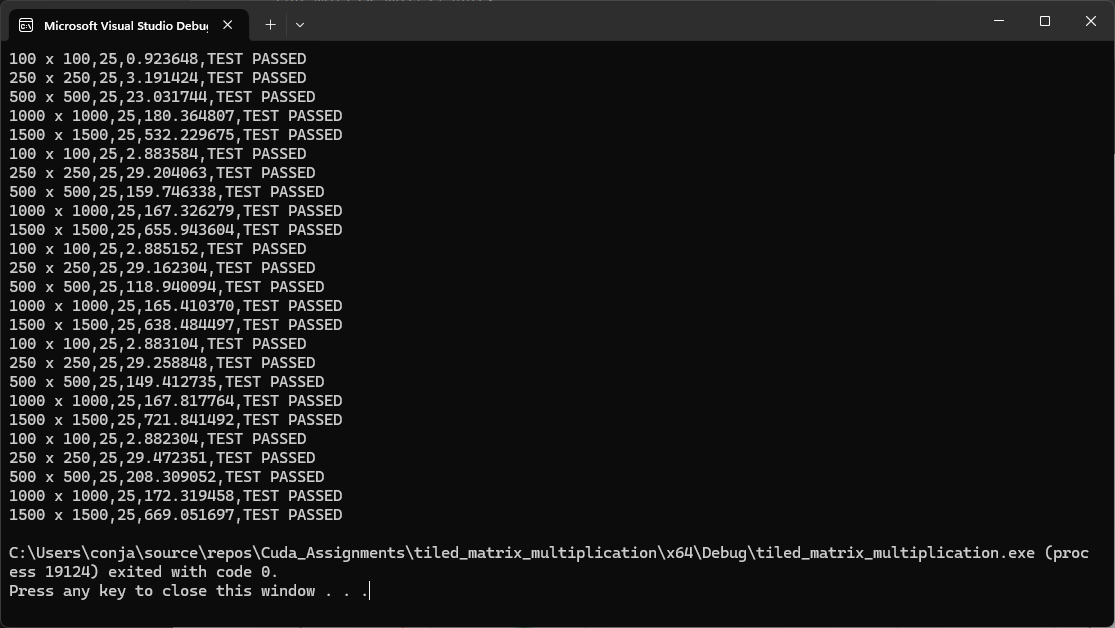 Microsoft Visual Studio Debug
100 x 100,25,0.923648,TEST PASSED
250 x 250,25,3.191424,TEST PASSED
500 x 500,25,23.031744,TEST PASSED
1000 x 1000,25,180.364807,TEST PASSED
1500 x 1500,25,532.229675,TEST PASSED
100 x 100,25,2.883584,TEST PASSED
250 x 250,25,29.204063,TEST PASSED
500 x 500,25,159.746338,TEST PASSED
1000 x 1000,25,167.326279,TEST PASSED
1500 x 1500,25,655.943604,TEST PASSED
100 x 100,25,2.885152,TEST PASSED
250 x 250,25,29.162304,TEST PASSED
500 x 500,25,118.940094,TEST PASSED
1000 x 1000,25,165.410370,TEST PASSED
1500 x 1500,25,638.484497,TEST PASSED
100 x 100,25,2.883104,TEST PASSED
250 x 250,25,29.258848,TEST PASSED
500 x 500,25,149.412735,TEST PASSED
1000 x 1000,25,167.817764,TEST PASSED
1500 x 1500,25,721.841492,TEST PASSED
100 x 100,25,2.882304,TEST PASSED
250 x 250,25,29.472351,TEST PASSED
500 x 500,25,208.309052,TEST PASSED
1000 x 1000,25,172.319458,TEST PASSED
1500 x 1500,25,669.051697,TEST PASSED
C:\Users\conja\source\repos\Cuda_Assignments\tiled_matrix_multiplication\x64\Debug\tiled_matrix_multiplication.exe (proc
ess 19124) exited with code 0.
Press any key to close this window . . .